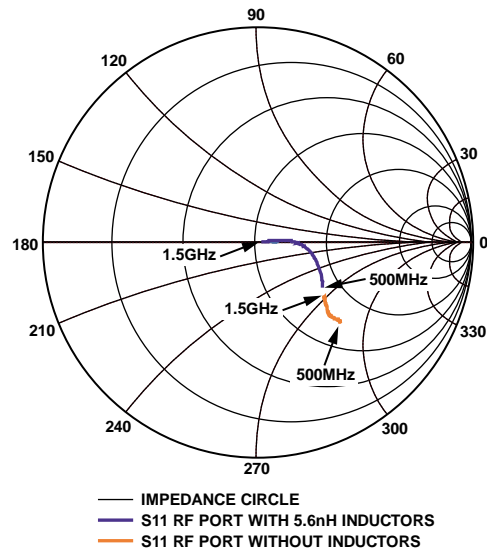 90
120
60
150
30
180
0
1.5GHz
500MHz
1.5GHz
210
330
500MHz
240
300
270
IMPEDANCE CIRCLE
S11 RF PORT WITH 5.6nH INDUCTORS
S11 RF PORT WITHOUT INDUCTORS